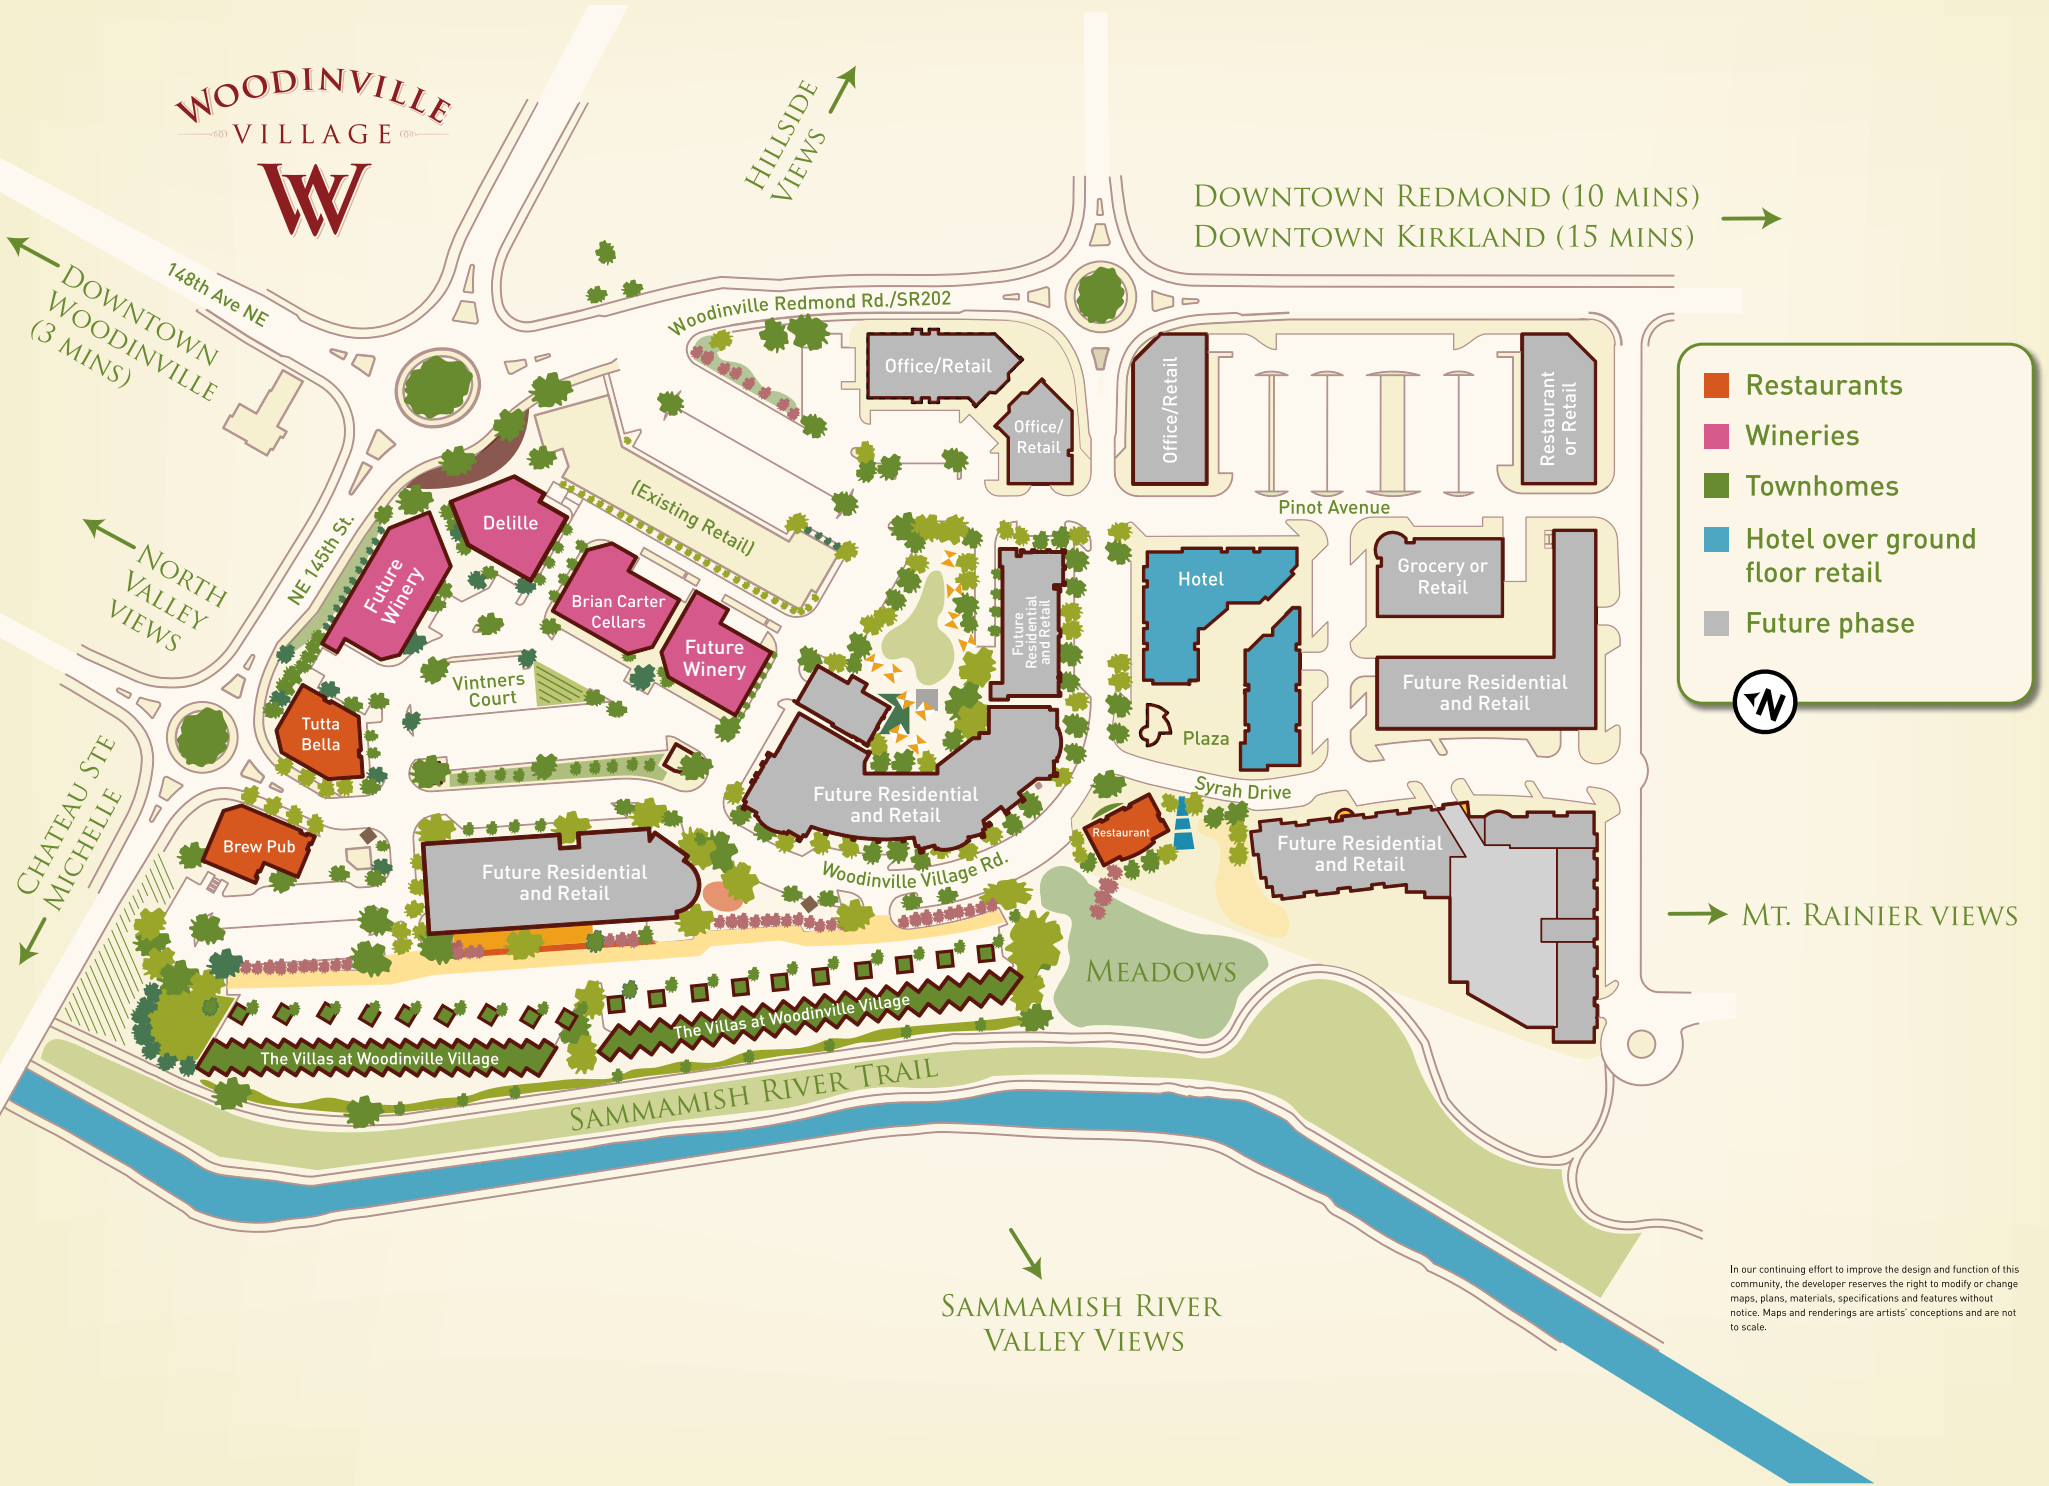 WOODINVILLE
VILLAGE
W
HILLSIDE
VIEWS
DOWNTOWN REDMOND (10 MINS)
DOWNTOWN KIRKLAND (15 MINS)
148th Ave NE
DOWNTOWN
WOODINVILLE
(3 MINS)
Woodinville Redmond Rd./SR202
Office/Retail
Office/
Retail
Office/Retail
Restaurant
or Retail
Restaurants
Wineries
Townhomes
Hotel over ground
floor retail
Future phase
N
Pinot Avenue
(Existing Retail)
Delille
NE 145th St.
NORTH
VALLEY
VIEWS
Future
Winery
Brian Carter
Cellars
Future
Winery
Vintners
Court
Future
Residential
and Retail
Hotel
Grocery or
Retail
Future Residential
and Retail
Tutta
Bella
Plaza
Syrah Drive
CHATEAU STE
MICHELLE
Brew Pub
Future Residential
and Retail
Future Residential
and Retail
Woodinville Village Rd.
Restaurant
Future Residential
and Retail
MT. RAINIER VIEWS
MEADOWS
The Villas at Woodinville Village
The Villas at Woodinville Village
SAMMAMISH RIVER TRAIL
SAMMAMISH RIVER
VALLEY VIEWS
In our continuing effort to improve the design and function of this
community, the developer reserves the right to modify or change
maps, plans, materials, specifications and features without
notice. Maps and renderings are artists' conceptions and are not
to scale.